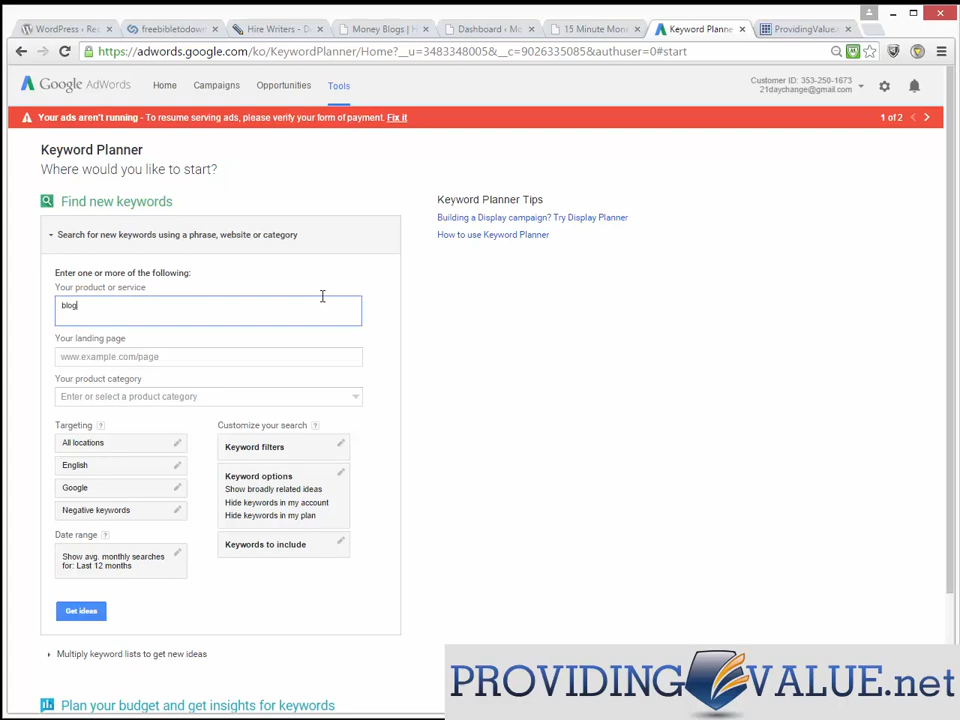 WordPress › Rec
freebibletodown
Hire Writers - D
Money Blogs | H
Dashboard ‹ Mo
15 Minute Mon
Keyword Planne
ProvidingValue.
https://adwords.google.com/ko/KeywordPlanner/Home?__u=3483348005&__c=9026335085&authuser=0#start
Google AdWords
Home
Campaigns
Opportunities
Tools
Customer ID: 353-250-1673
21daychange@gmail.com
Your ads aren't running - To resume serving ads, please verify your form of payment. Fix it
1 of 2
Keyword Planner
Where would you like to start?
Find new keywords
Search for new keywords using a phrase, website or category
Enter one or more of the following:
Your product or service
blog
Your landing page
www.example.com/page
Your product category
Enter or select a product category
Targeting ?
All locations
English
Google
Negative keywords
Date range ?
Show avg. monthly searches
for: Last 12 months
Customize your search ?
Keyword filters
Keyword options
Show broadly related ideas
Hide keywords in my account
Hide keywords in my plan
Keywords to include
Get ideas
Multiply keyword lists to get new ideas
Plan your budget and get insights for keywords
Keyword Planner Tips
Building a Display campaign? Try Display Planner
How to use Keyword Planner
PROVIDING VALUE.net